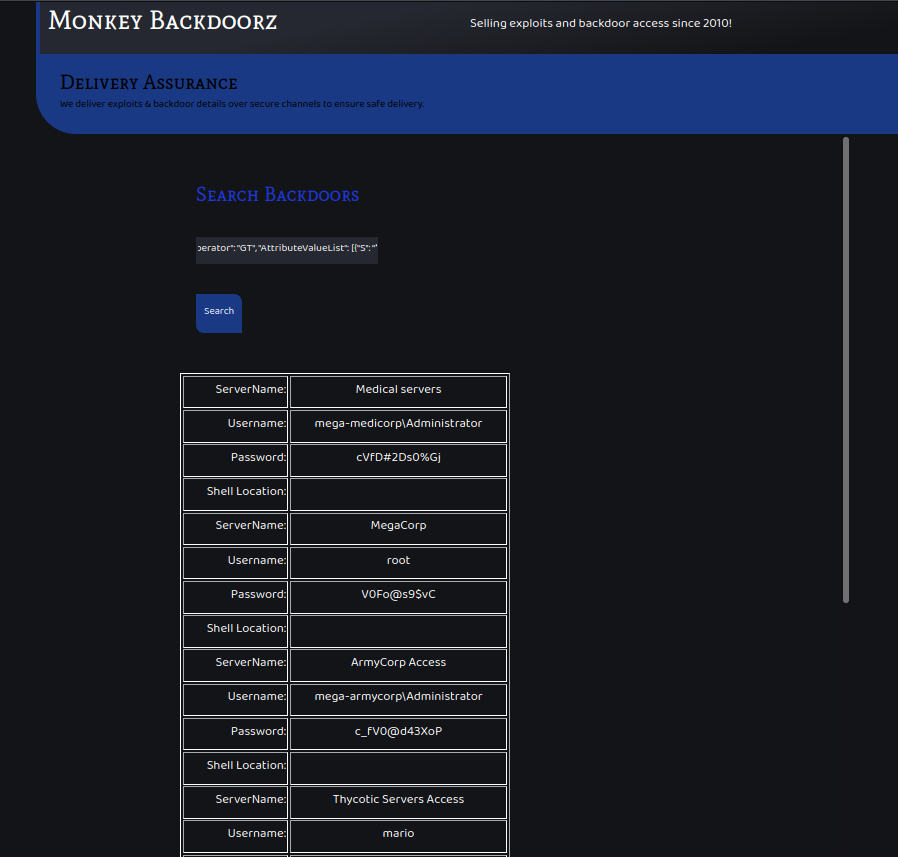 Monkey Backdoorz
Selling exploits and backdoor access since 2010!
Delivery Assurance
We deliver exploits & backdoor details over secure channels to ensure safe delivery.
Search Backdoors
perator":"GT","AttributeValueList": [{"S": "*
Search
ServerName: Medical servers
Username: mega-medicorp\Administrator
Password: cVfD#2Ds0%Gj
Shell Location:
ServerName: MegaCorp
Username: root
Password: V0Fo@s9$vC
Shell Location:
ServerName: ArmyCorp Access
Username: mega-armycorp\Administrator
Password: c_fV0@d43XoP
Shell Location:
ServerName: Thycotic Servers Access
Username: mario